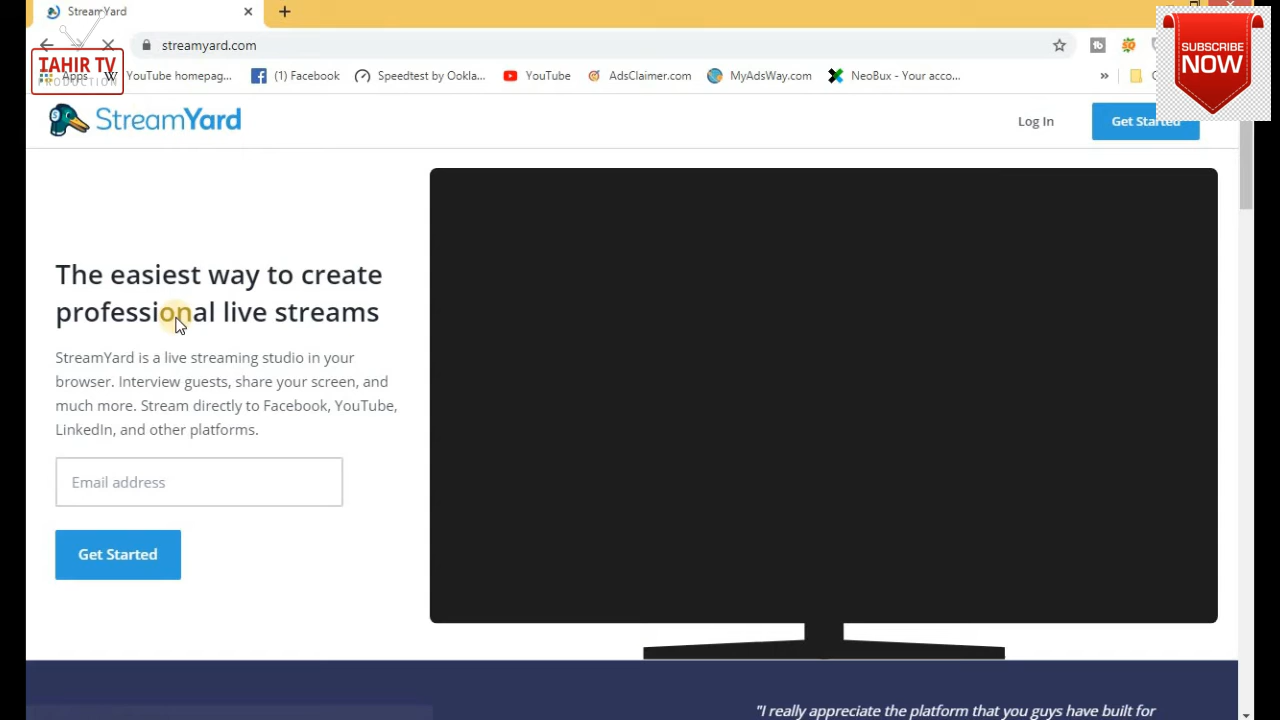 StreamYard
streamyard.com
TAHIR TV
PRODUCTION
SUBSCRIBE
NOW
Apps
YouTube homepag...
(1) Facebook
Speedtest by Ookla...
YouTube
AdsClaimer.com
MyAdsWay.com
NeoBux - Your acco...
»
StreamYard
Log In
Get Started
The easiest way to create
professional live streams
StreamYard is a live streaming studio in your
browser. Interview guests, share your screen, and
much more. Stream directly to Facebook, YouTube,
LinkedIn, and other platforms.
Email address
Get Started
"I really appreciate the platform that you guys have built for